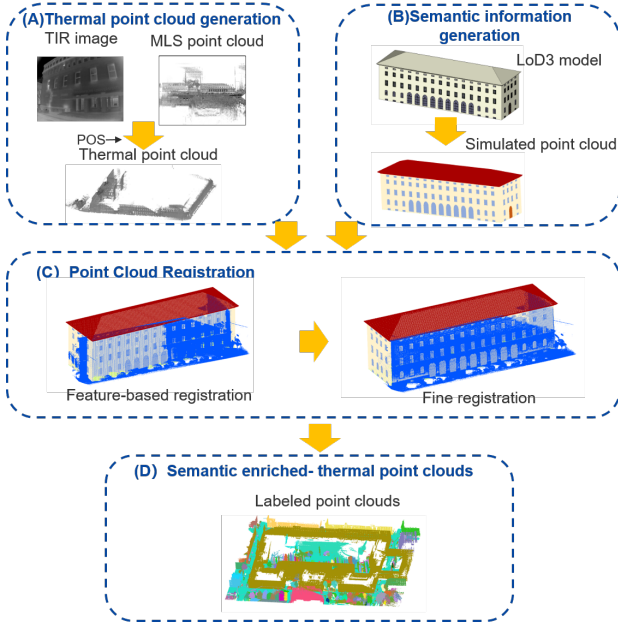 (A)Thermal point cloud generation
TIR image
MLS point cloud
POS→
Thermal point cloud
(B)Semantic information
generation
LoD3 model
Simulated point cloud
(C) Point Cloud Registration
Feature-based registration
Fine registration
(D) Semantic enriched- thermal point clouds
Labeled point clouds